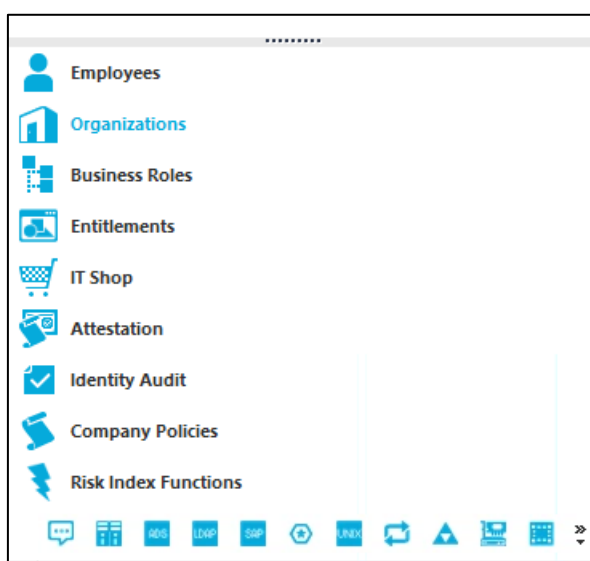 Employees
Organizations
Business Roles
Entitlements
IT Shop
Attestation
Identity Audit
Company Policies
Risk Index Functions
ADS LDAP SAP UNIX